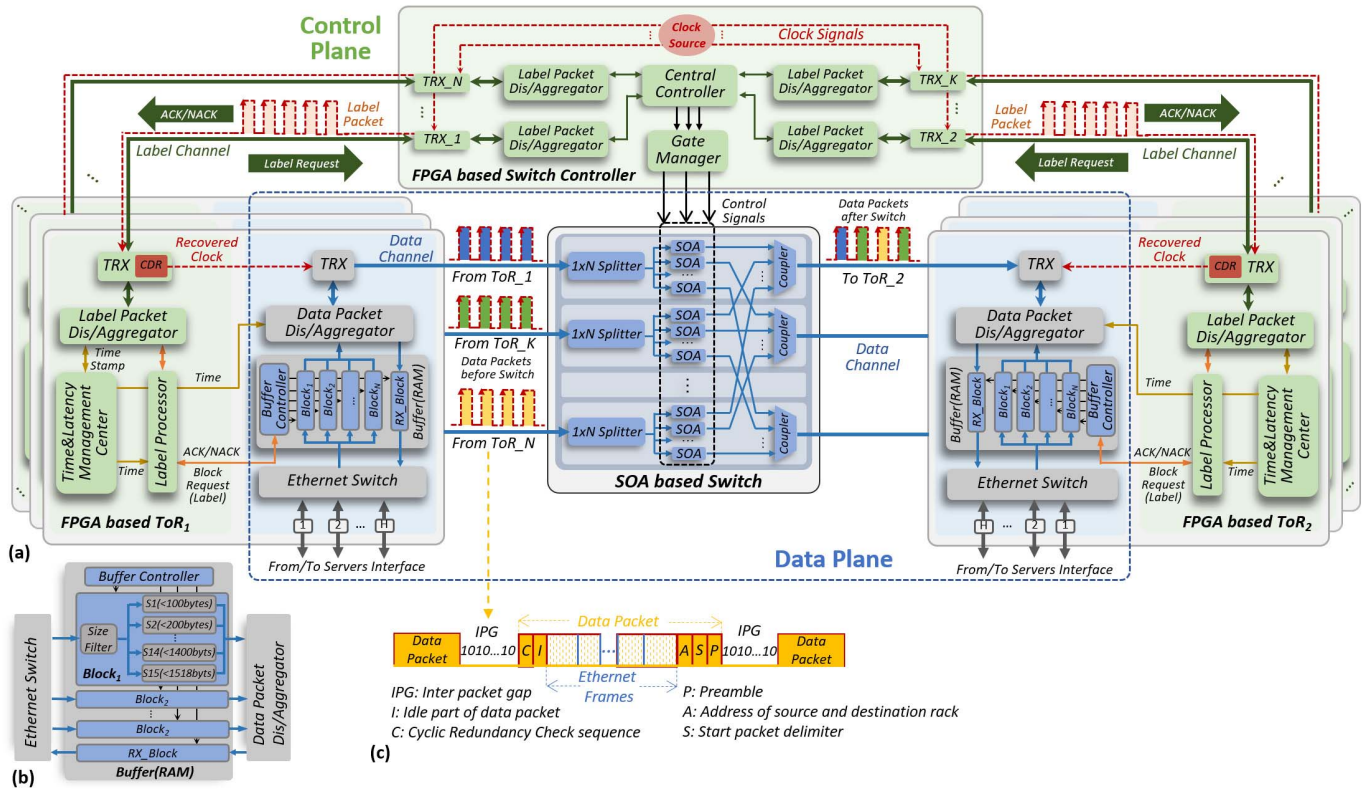 Control
Plane
Clock
Source
Clock Signals
TRX_N
Label Packet
Dis/Aggregator
Central
Controller
Label Packet
Dis/Aggregator
TRX_K
ACK/NACK
Label
Packet
TRX_1
Label Packet
Dis/Aggregator
Gate
Manager
Label Packet
Dis/Aggregator
TRX_2
Label
Packet
ACK/NACK
Label Channel
Label Request
FPGA based Switch Controller
Label Request
Label Channel
Control
Signals
Data Packets
after Switch
TRX
CDR
Recovered
Clock
TRX
Data
Channel
From ToR_1
1xN Splitter
SOA
SOA
...
SOA
Coupler
To ToR_2
TRX
Recovered
Clock
CDR
TRX
Label Packet
Dis/Aggregator
Data Packet
Dis/Aggregator
From ToR_K
Data Packets
before Switch
1xN Splitter
SOA
SOA
...
SOA
Coupler
Data
Channel
Data Packet
Dis/Aggregator
Label Packet
Dis/Aggregator
Time
Stamp
Time
Time&Latency
Management
Center
Label Processor
Time
Buffer
Controller
Block1
Block2
...
BlockN
RX_Block
Buffer(RAM)
ACK/NACK
Block
Request
(Label)
Ethernet Switch
From ToR_N
1xN Splitter
SOA
SOA
...
SOA
Coupler
SOA based Switch
Buffer(RAM)
RX_Block
Block1
Block2
...
BlockN
Buffer
Controller
Time
ACK/NACK
Block
Request
(Label)
Label Processor
Time
Time&Latency
Management
Center
Ethernet Switch
FPGA based ToR1
1 2 ... H
From/To Servers Interface
Data Plane
H ... 2 1
From/To Servers Interface
FPGA based ToR2
(a)
Ethernet Switch
Buffer Controller
Size
Filter
S1(<100bytes)
S2(<200bytes)
S14(<1400bytes)
S15(<1518byts)
Block1
Block2
Block2
RX_Block
Buffer(RAM)
Data Packet
Dis/Aggregator
(b)
Data Packet
Data
Packet
IPG
1010...10
C I ... A S P
IPG
1010...10
Data
Packet
Ethernet
Frames
IPG: Inter packet gap
I: Idle part of data packet
C: Cyclic Redundancy Check sequence
P: Preamble
A: Address of source and destination rack
S: Start packet delimiter
(c)